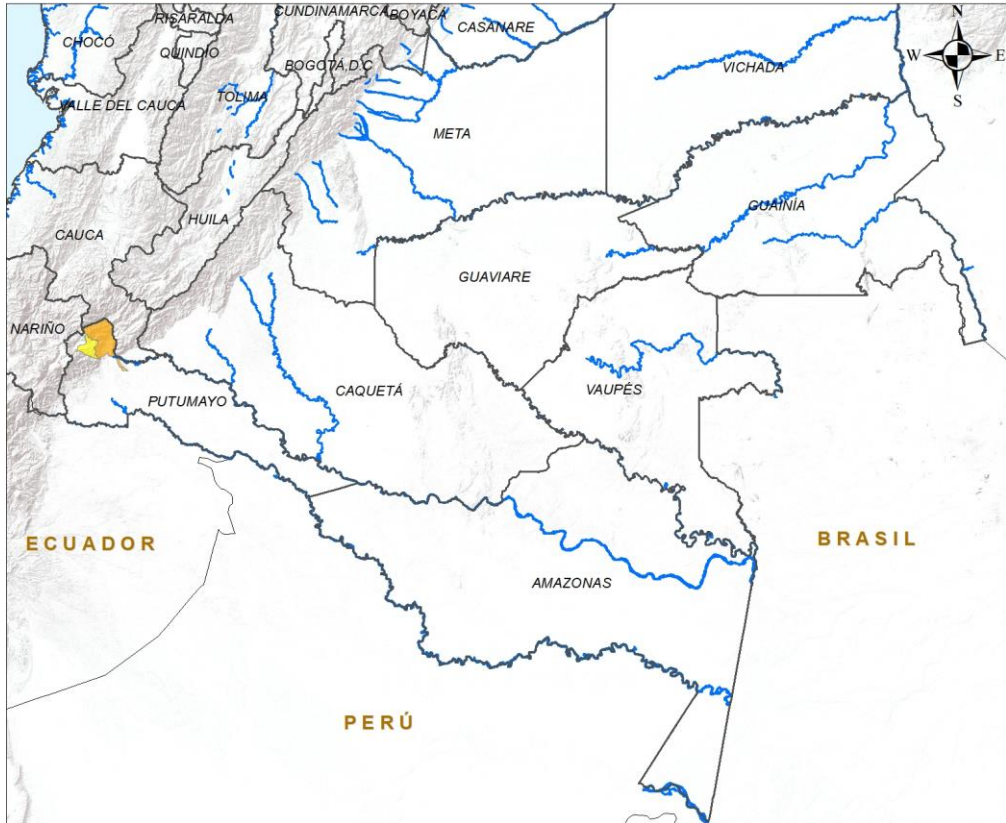 RISARALDA
CUNDINAMARCA
BOYACÁ
CASANARE
N
CHOCÓ
QUINDÍO
BOGOTÁ D.C
W
E
VICHADA
S
VALLE DEL CAUCA
TOLIMA
META
HUILA
GUAINÍA
CAUCA
GUAVIARE
NARIÑO
CAQUETÁ
VAUPÉS
PUTUMAYO
ECUADOR
BRASIL
AMAZONAS
PERÚ